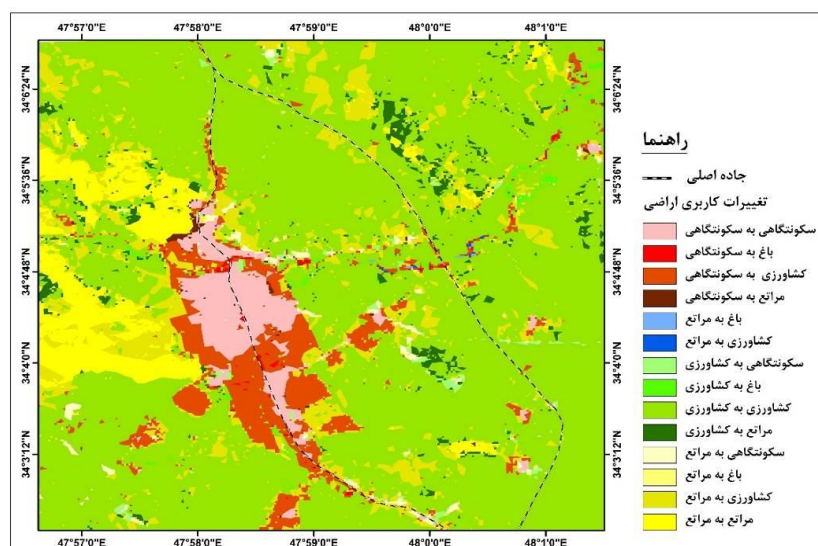 47°57'0"E 47°58'0"E 47°59'0"E 48°0'0"E 48°1'0"E
34°6'24"N 34°6'24"N
34°5'36"N 34°5'36"N
34°4'48"N 34°4'48"N
34°4'0"N 34°4'0"N
34°3'12"N 34°3'12"N
47°57'0"E 47°58'0"E 47°59'0"E 48°0'0"E 48°1'0"E
راهنما
جاده اصلی
تغییرات کاربری اراضی
سکونتگاهی به سکونتگاهی
باغ به سکونتگاهی
کشاورزی به سکونتگاهی
مراتع به سکونتگاهی
باغ به مراتع
کشاورزی به مراتع
سکونتگاهی به کشاورزی
باغ به کشاورزی
کشاورزی به کشاورزی
مراتع به کشاورزی
سکونتگاهی به مراتع
باغ به مراتع
کشاورزی به مراتع
مراتع به مراتع